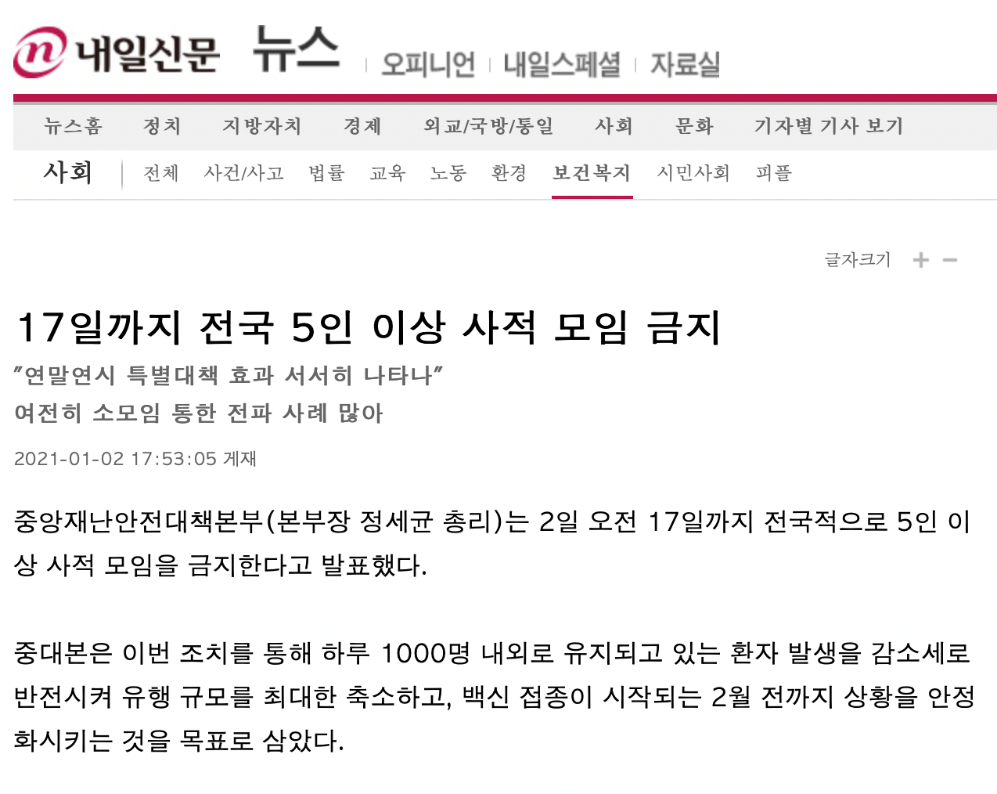 내일신문 뉴스 오피니언 내일스페셜 자료실
뉴스홈 정치 지방자치 경제 외교/국방/통일 사회 문화 기자별 기사 보기
사회 전체 사건/사고 법률 교육 노동 환경 보건복지 시민사회 피플
글자크기 + −
17일까지 전국 5인 이상 사적 모임 금지
"연말연시 특별대책 효과 서서히 나타나"
여전히 소모임 통한 전파 사례 많아
2021-01-02 17:53:05 게재
중앙재난안전대책본부(본부장 정세균 총리)는 2일 오전 17일까지 전국적으로 5인 이
상 사적 모임을 금지한다고 발표했다.
중대본은 이번 조치를 통해 하루 1000명 내외로 유지되고 있는 환자 발생을 감소세로
반전시켜 유행 규모를 최대한 축소하고, 백신 접종이 시작되는 2월 전까지 상황을 안정
화시키는 것을 목표로 삼았다.